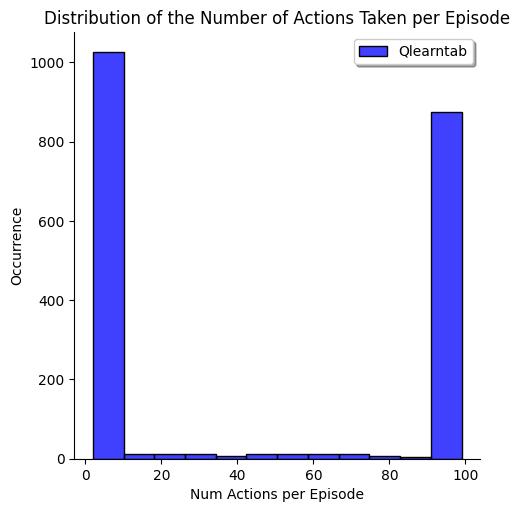 Distribution of the Number of Actions Taken per Episode
Qlearntab
1000
800
600
400
200
0
Occurrence
0 20 40 60 80 100
Num Actions per Episode